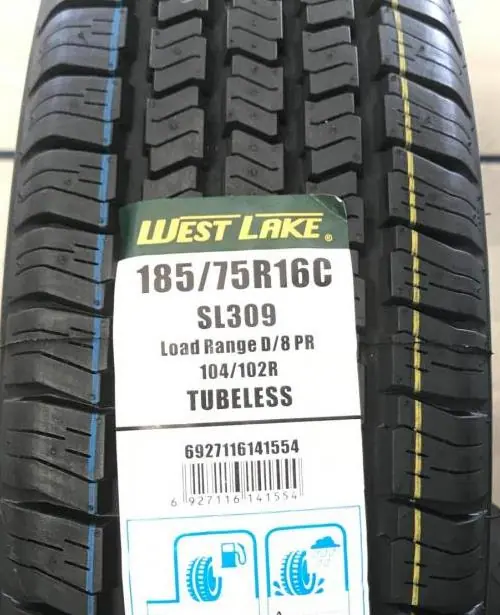 WEST LAKE®
185/75R16C
SL309
Load Range D/8 PR
104/102R
TUBELESS
6927116141554
6 927116 141554